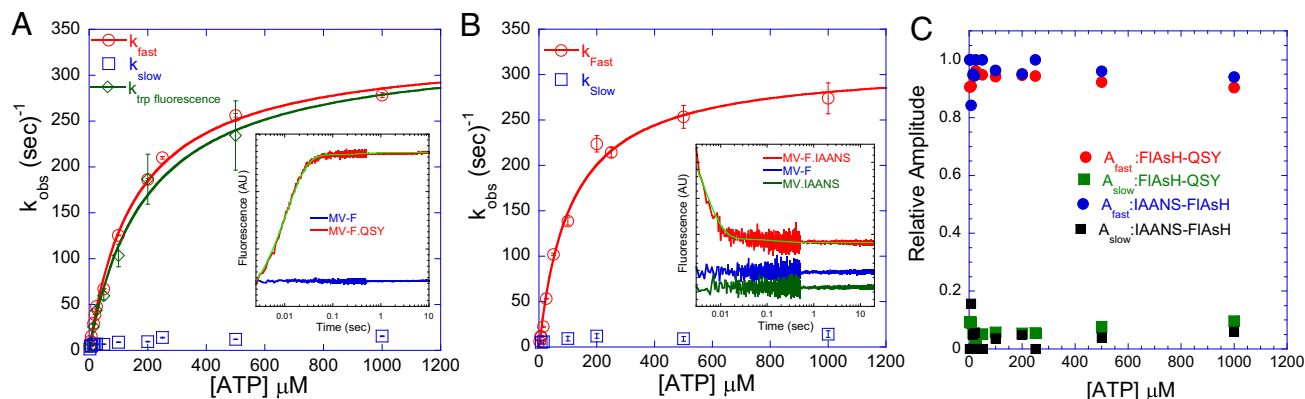 A
k_obs (sec)^-1
350
300
250
200
150
100
50
0
0 200 400 600 800 1000 1200
[ATP] μM
k_fast
k_slow
k_trp fluorescence
Fluorescence (AU)
MV-F
MV-F.QSY
0.01 0.1 1 10
Time (sec)
B
k_obs (sec)^-1
350
300
250
200
150
100
50
0
0 200 400 600 800 1000 1200
[ATP] μM
k_Fast
k_Slow
Fluorescence (AU)
MV-F.IAANS
MV-F
MV.IAANS
0.01 0.1 1 10
Time (sec)
C
Relative Amplitude
1.0
0.8
0.6
0.4
0.2
0
0 200 400 600 800 1000 1200
[ATP] μM
A_fast:FlAsH-QSY
A_slow:FlAsH-QSY
A_fast:IAANS-FlAsH
A_slow:IAANS-FlAsH